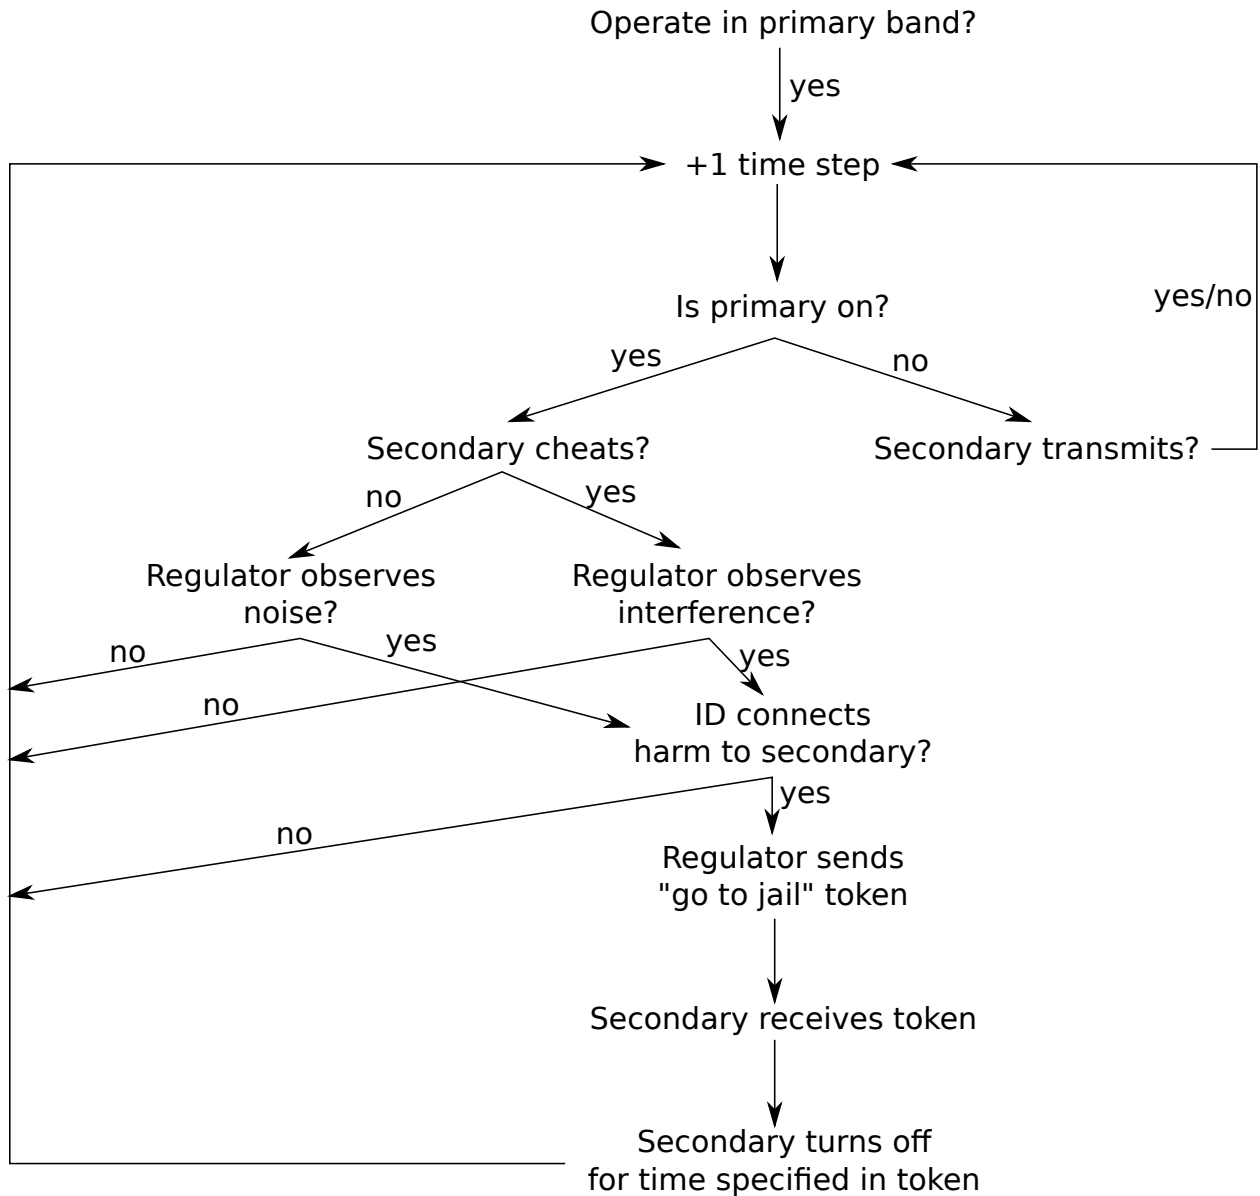 Operate in primary band?
yes
+1 time step
yes/no
Is primary on?
yes
no
Secondary cheats?
Secondary transmits?
no
yes
Regulator observes
noise?
Regulator observes
interference?
no
yes
yes
no
ID connects
harm to secondary?
yes
no
Regulator sends
"go to jail" token
Secondary receives token
Secondary turns off
for time specified in token